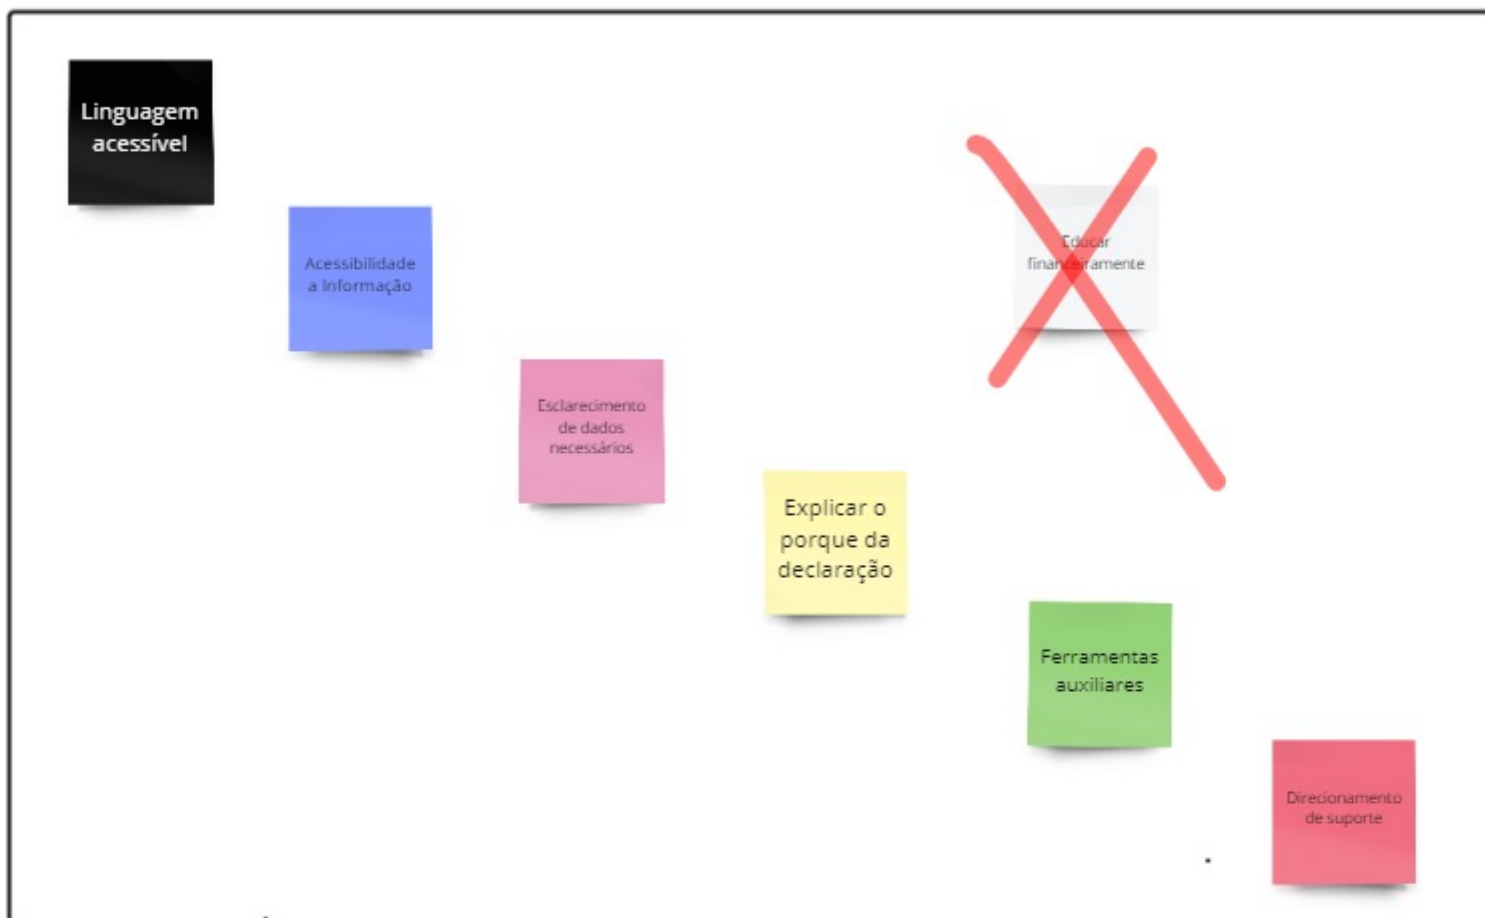 Linguagem
acessível
Acessibilidade
a Informação
Educar
financeiramente
Esclarecimento
de dados
necessários
Explicar o
porque da
declaração
Ferramentas
auxiliares
Direcionamento
de suporte